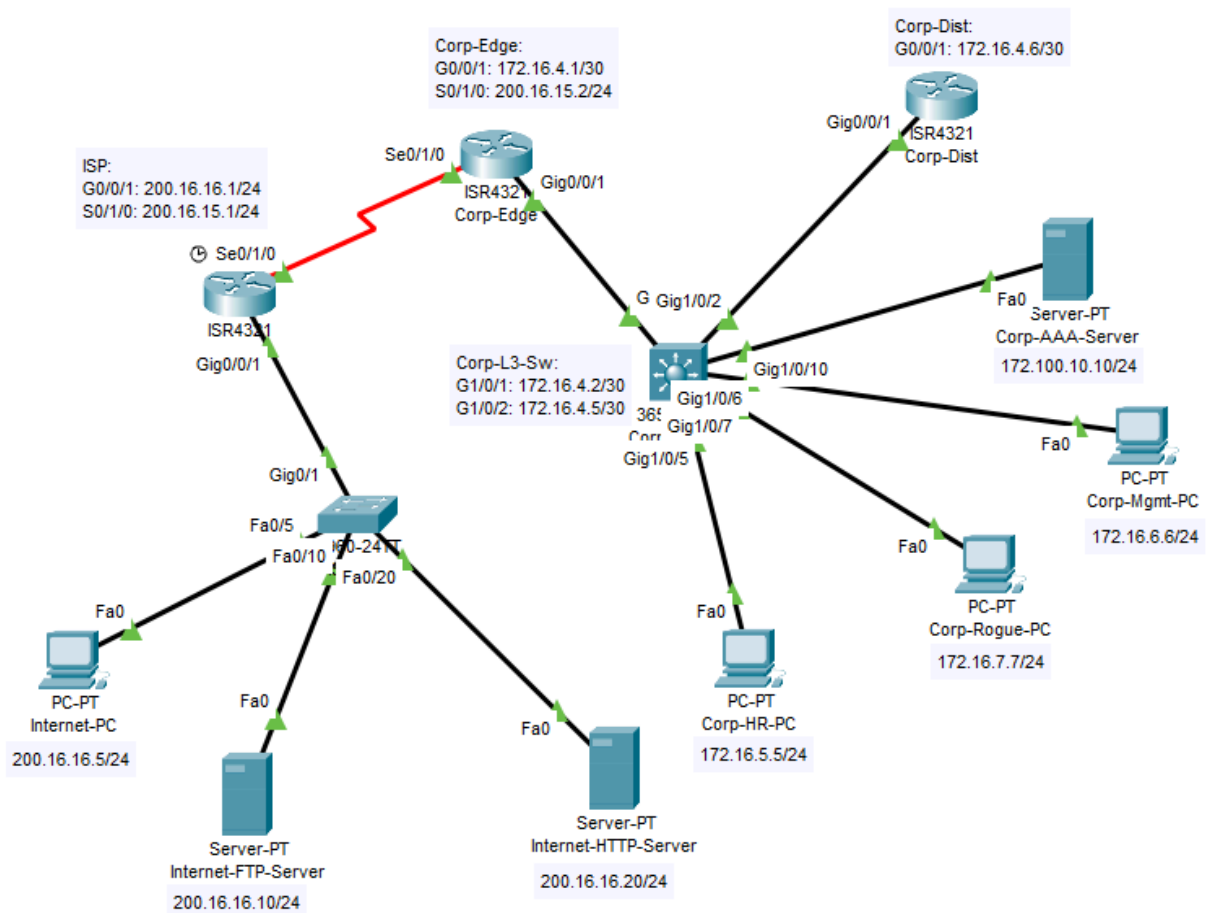 Corp-Dist:
G0/0/1: 172.16.4.6/30
Corp-Edge:
G0/0/1: 172.16.4.1/30
S0/1/0: 200.16.15.2/24
Gig0/0/1
ISR4321
Corp-Dist
Se0/1/0
ISR4321
Corp-Edge
Gig0/0/1
ISP:
G0/0/1: 200.16.16.1/24
S0/1/0: 200.16.15.1/24
Se0/1/0
ISR4321
Gig0/0/1
G
Gig1/0/2
Fa0
Server-PT
Corp-AAA-Server
172.100.10.10/24
Corp-L3-Sw:
G1/0/1: 172.16.4.2/30
G1/0/2: 172.16.4.5/30
Gig1/0/10
Gig1/0/6
Gig1/0/7
Gig1/0/5
Fa0
PC-PT
Corp-Mgmt-PC
172.16.6.6/24
Gig0/1
Fa0/5
Fa0/10
Fa0/20
Fa0
PC-PT
Corp-Rogue-PC
172.16.7.7/24
Fa0
PC-PT
Corp-HR-PC
172.16.5.5/24
Fa0
PC-PT
Internet-PC
200.16.16.5/24
Fa0
Server-PT
Internet-FTP-Server
200.16.16.10/24
Fa0
Server-PT
Internet-HTTP-Server
200.16.16.20/24